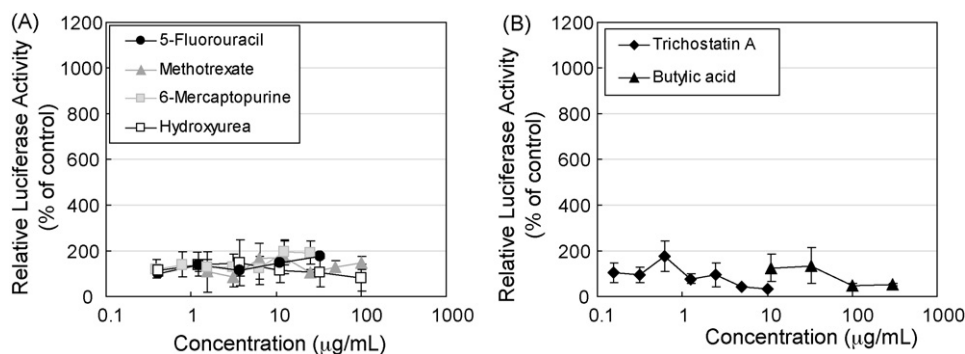 (A)
Relative Luciferase Activity
(% of control)
1200
1000
800
600
400
200
0
5-Fluorouracil
Methotrexate
6-Mercaptopurine
Hydroxyurea
0.1 1 10 100 1000
Concentration (μg/mL)
(B)
Relative Luciferase Activity
(% of control)
1200
1000
800
600
400
200
0
Trichostatin A
Butylic acid
0.1 1 10 100 1000
Concentration (μg/mL)